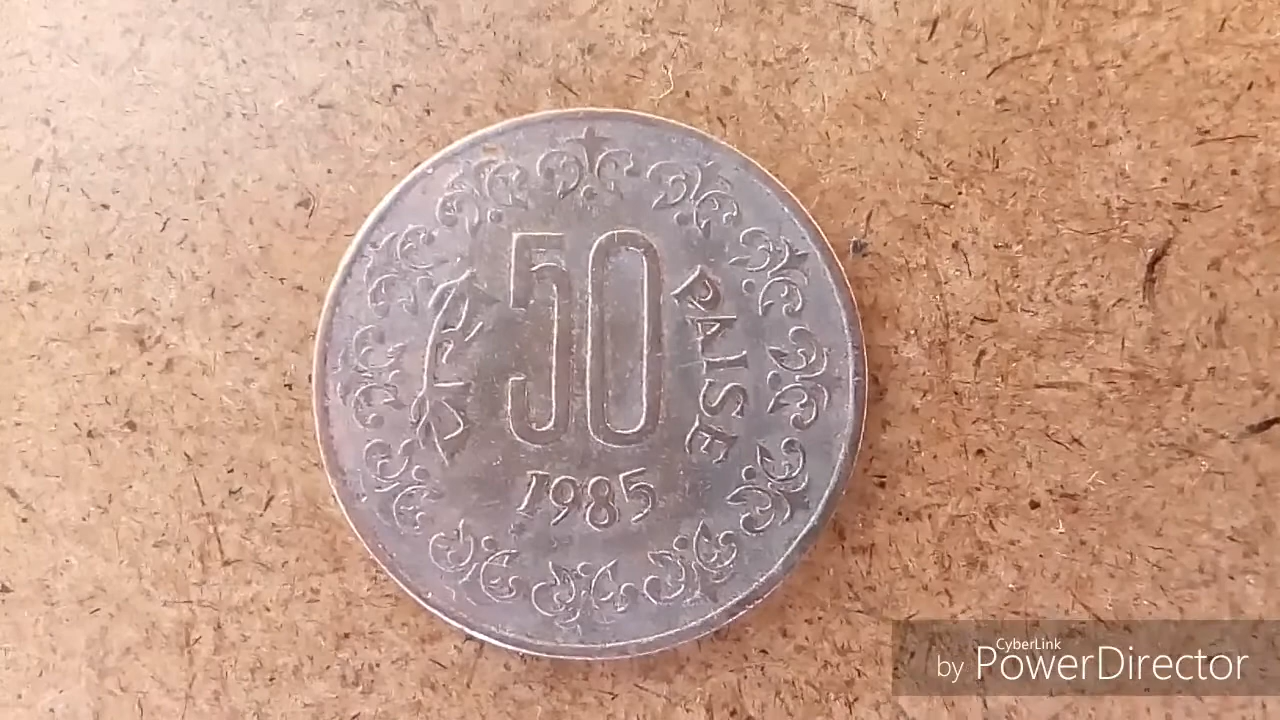 पैसे
50
PAISE
1985
CyberLink
by PowerDirector